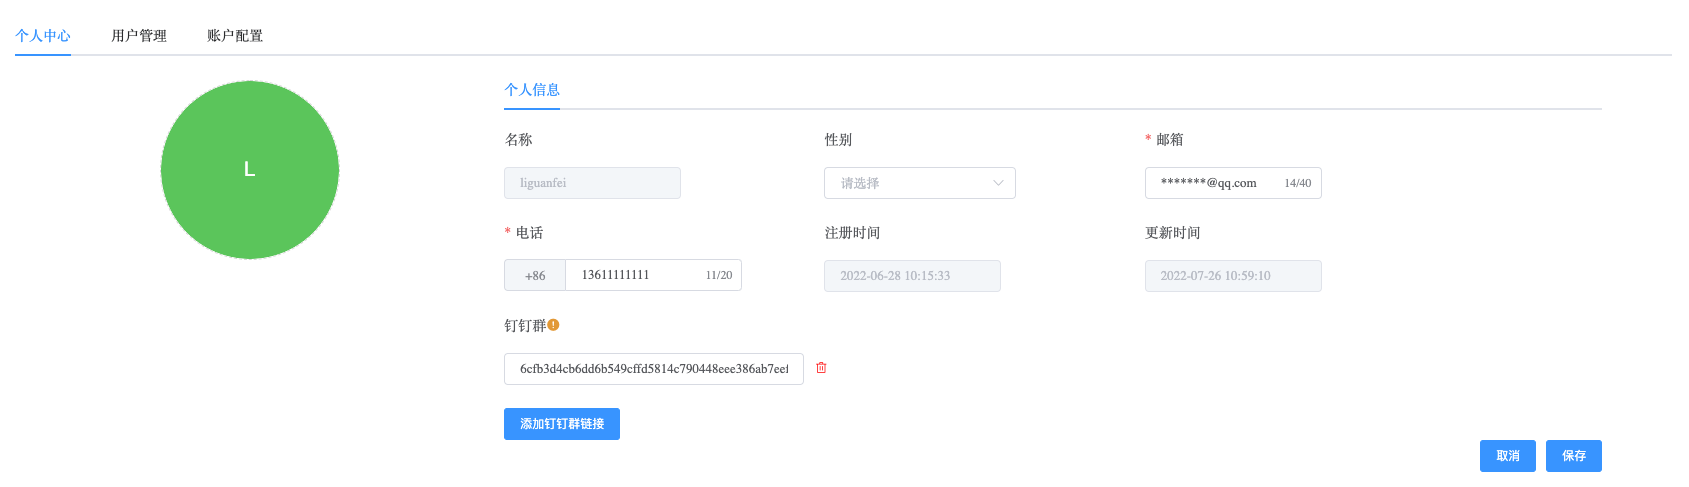 个人中心 用户管理 账户配置
L
个人信息
名称 性别 * 邮箱
liguanfei 请选择 *******@qq.com 14/40
* 电话 注册时间 更新时间
+86 13611111111 11/20 2022-06-28 10:15:33 2022-07-26 10:59:10
钉钉群
6cfb3d4cb6dd6b549cffd5814c790448eee386ab7eef
添加钉钉群链接
取消 保存